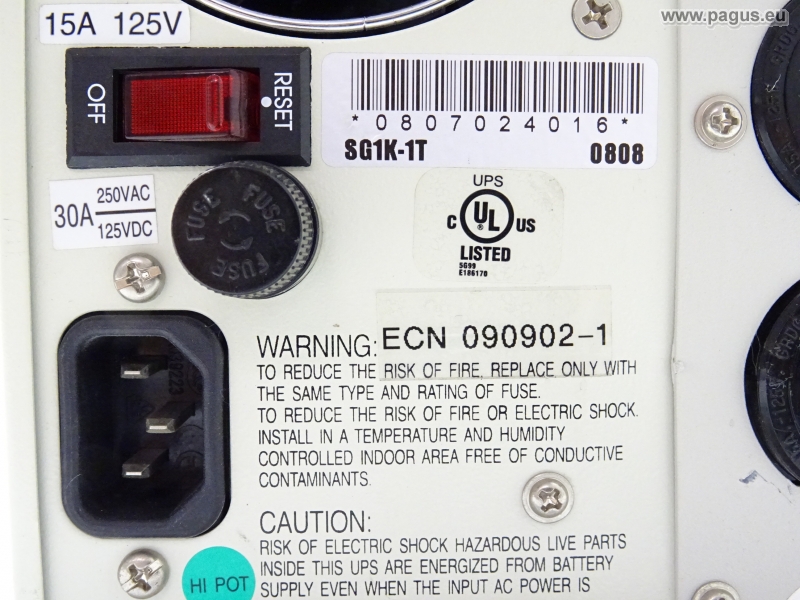 www.pagus.eu
15A 125V
OFF
RESET
*0807024016*
SG1K-1T 0808
30A 250VAC
125VDC
FUSE FUSE FUSE
UPS
C UL US
®
LISTED
5G99
E186170
WARNING: ECN 090902-1
TO REDUCE THE RISK OF FIRE, REPLACE ONLY WITH
THE SAME TYPE AND RATING OF FUSE.
TO REDUCE THE RISK OF FIRE OR ELECTRIC SHOCK.
INSTALL IN A TEMPERATURE AND HUMIDITY
CONTROLLED INDOOR AREA FREE OF CONDUCTIVE
CONTAMINANTS.
CAUTION:
RISK OF ELECTRIC SHOCK HAZARDOUS LIVE PARTS
INSIDE THIS UPS ARE ENERGIZED FROM BATTERY
SUPPLY EVEN WHEN THE INPUT AC POWER IS
HI POT